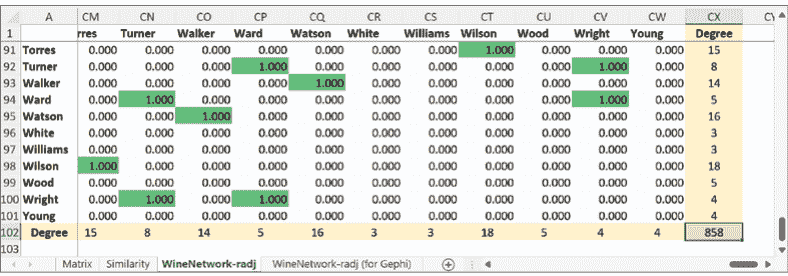 A CM CN CO CP CQ CR CS CT CU CV CW CX CY
1 rres Turner Walker Ward Watson White Williams Wilson Wood Wright Young Degree
91 Torres 0.000 0.000 0.000 0.000 0.000 0.000 0.000 1.000 0.000 0.000 0.000 15
92 Turner 0.000 0.000 0.000 1.000 0.000 0.000 0.000 0.000 0.000 1.000 0.000 8
93 Walker 0.000 0.000 0.000 0.000 1.000 0.000 0.000 0.000 0.000 0.000 0.000 14
94 Ward 0.000 1.000 0.000 0.000 0.000 0.000 0.000 0.000 0.000 1.000 0.000 5
95 Watson 0.000 0.000 1.000 0.000 0.000 0.000 0.000 0.000 0.000 0.000 0.000 16
96 White 0.000 0.000 0.000 0.000 0.000 0.000 0.000 0.000 0.000 0.000 0.000 3
97 Williams 0.000 0.000 0.000 0.000 0.000 0.000 0.000 0.000 0.000 0.000 0.000 3
98 Wilson 1.000 0.000 0.000 0.000 0.000 0.000 0.000 0.000 0.000 0.000 0.000 18
99 Wood 0.000 0.000 0.000 0.000 0.000 0.000 0.000 0.000 0.000 0.000 0.000 5
100 Wright 0.000 1.000 0.000 1.000 0.000 0.000 0.000 0.000 0.000 0.000 0.000 4
101 Young 0.000 0.000 0.000 0.000 0.000 0.000 0.000 0.000 0.000 0.000 0.000 4
102 Degree 15 8 14 5 16 3 3 18 5 4 4 858
103
Matrix Similarity WineNetwork-radj WineNetwork-radj (for Gephi)